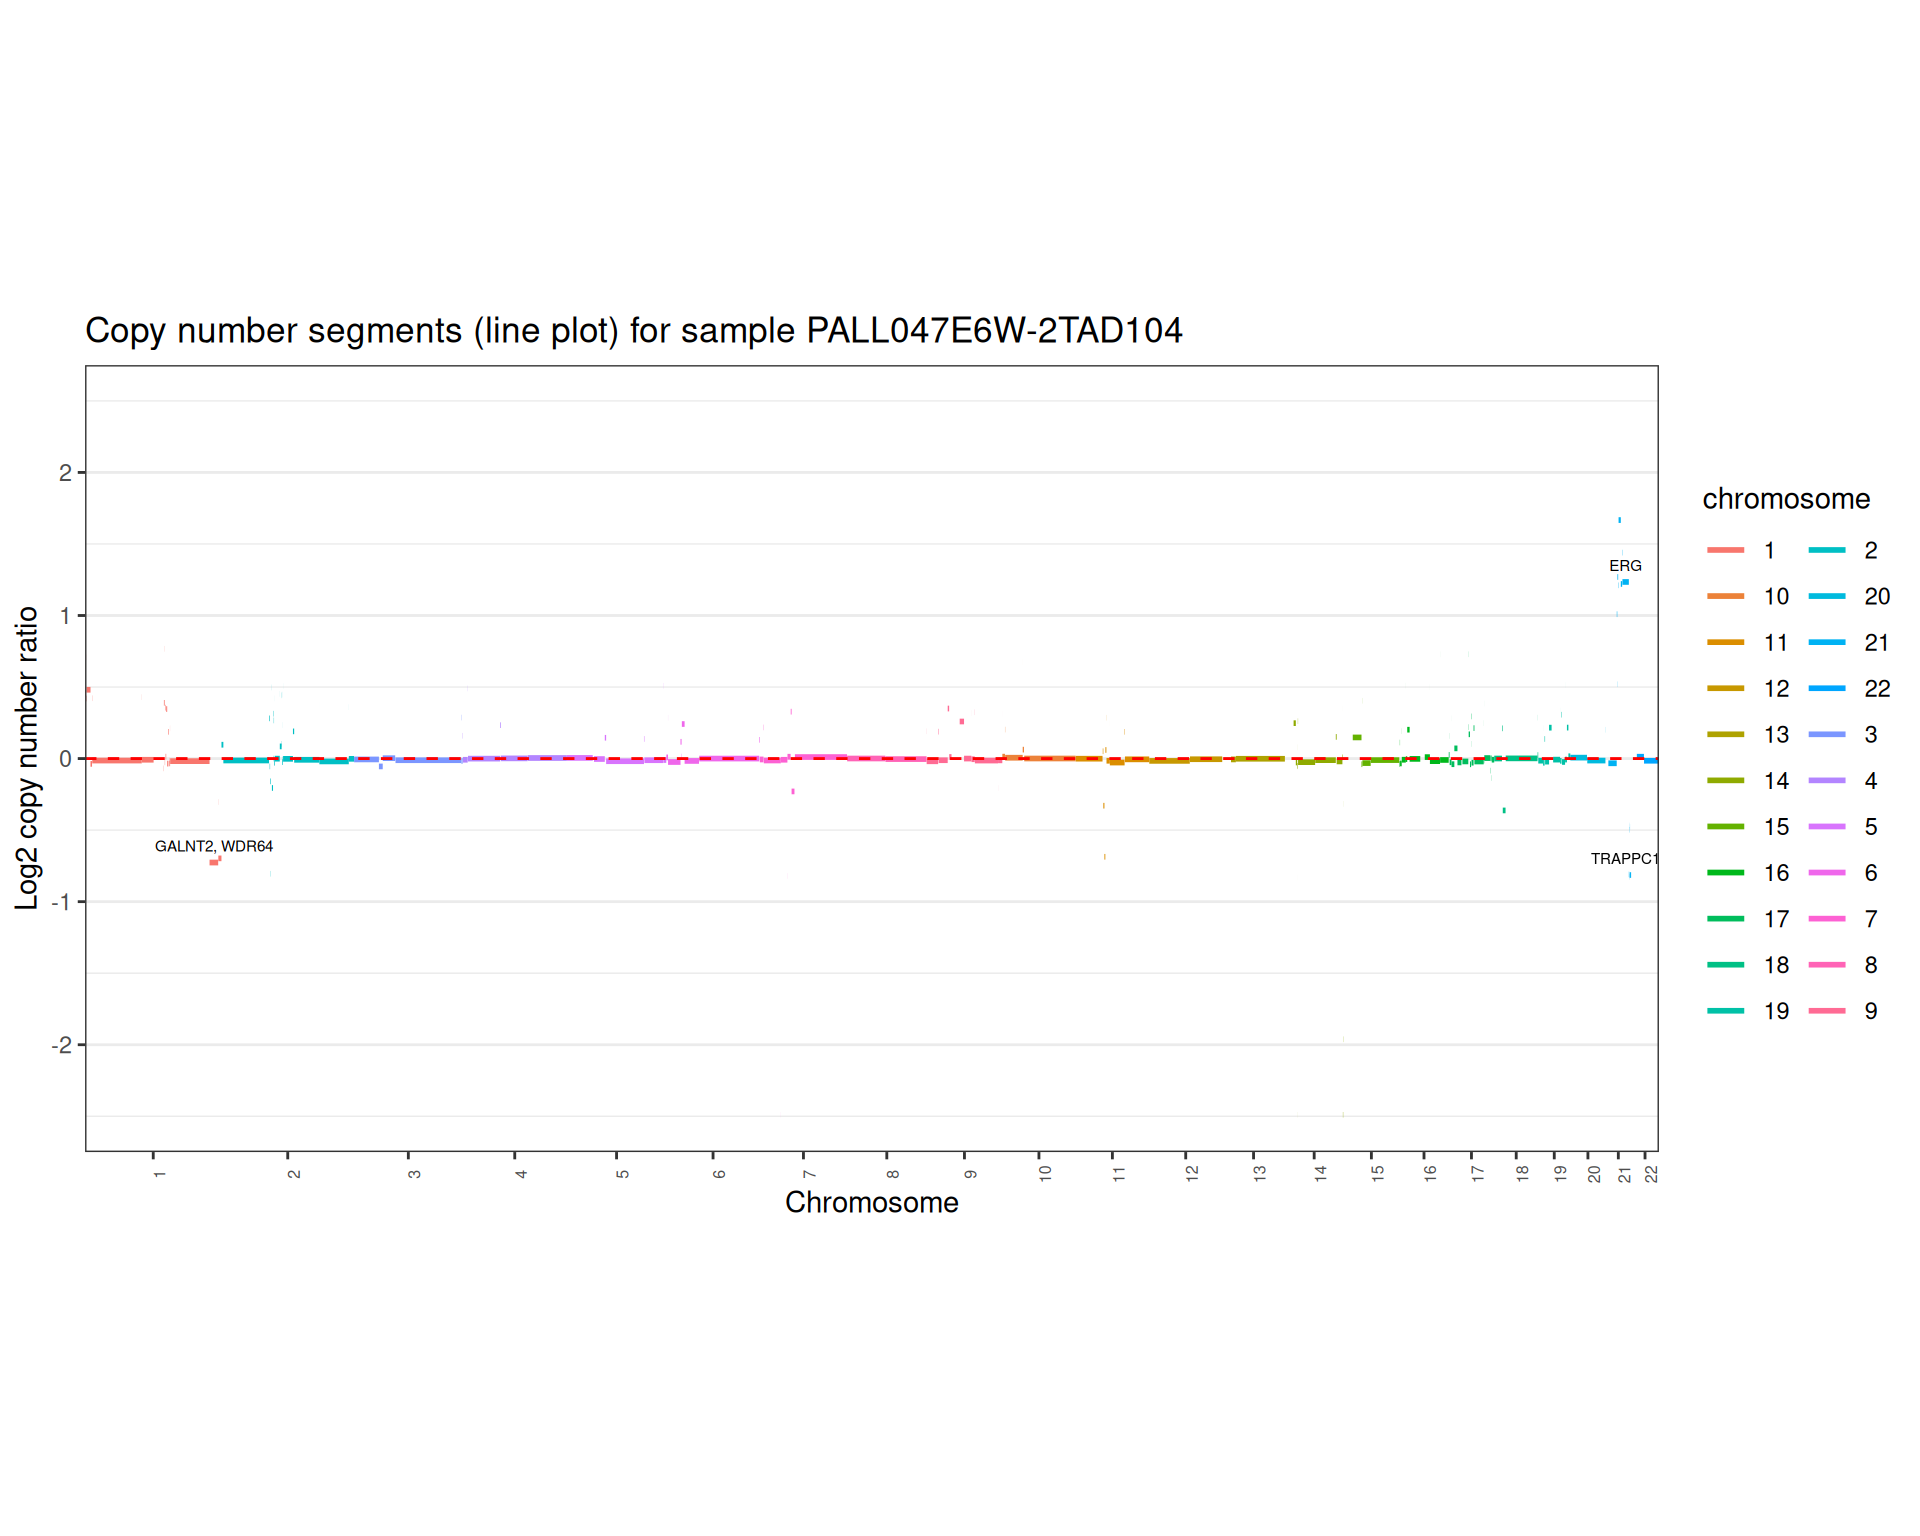 Copy number segments (line plot) for sample PALL047E6W-2TAD104
Log2 copy number ratio
2
1
0
-1
-2
ERG
GALNT2, WDR64
TRAPPC1
1 2 3 4 5 6 7 8 9 10 11 12 13 14 15 16 17 18 19 20 21 22
Chromosome
chromosome
1 2
10 20
11 21
12 22
13 3
14 4
15 5
16 6
17 7
18 8
19 9